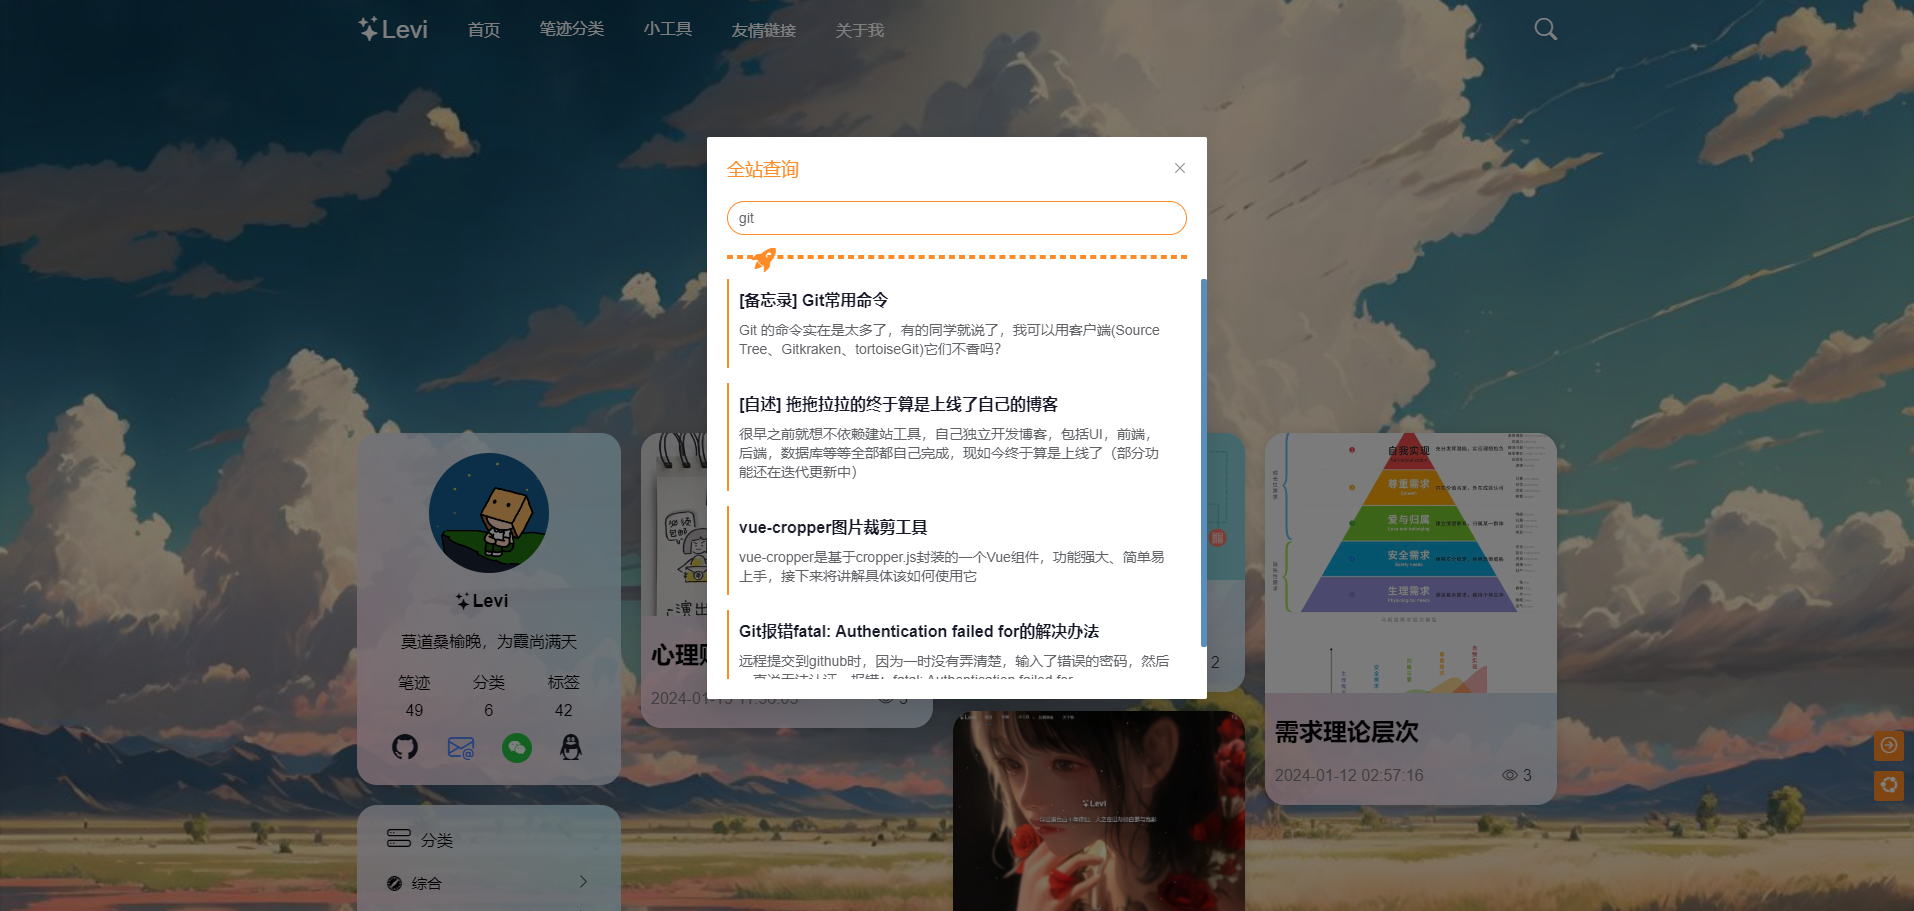 Levi
首页
笔迹分类
小工具
友情链接
关于我
全站查询
git
[备忘录] Git常用命令
Git 的命令实在是太多了，有的同学就说了，我可以用客户端(Source
Tree、Gitkraken、tortoiseGit)它们不香吗？
[自述] 拖拖拉拉的终于算是上线了自己的博客
很早之前就想不依赖建站工具，自己独立开发博客，包括UI，前端，
后端，数据库等等全部都自己完成，现如今终于算是上线了（部分功
能还在迭代更新中）
vue-cropper图片裁剪工具
vue-cropper是基于cropper.js封装的一个Vue组件，功能强大、简单易
上手，接下来将讲解具体该如何使用它
Git报错fatal: Authentication failed for的解决办法
远程提交到github时，因为一时没有弄清楚，输入了错误的密码，然后
Levi
莫道桑榆晚，为霞尚满天
笔迹
分类
标签
49
6
42
分类
综合
心理
2
自我实现
尊重需求
爱与归属
安全需求
生理需求
需求理论层次
2024-01-12 02:57:16
3
Levi